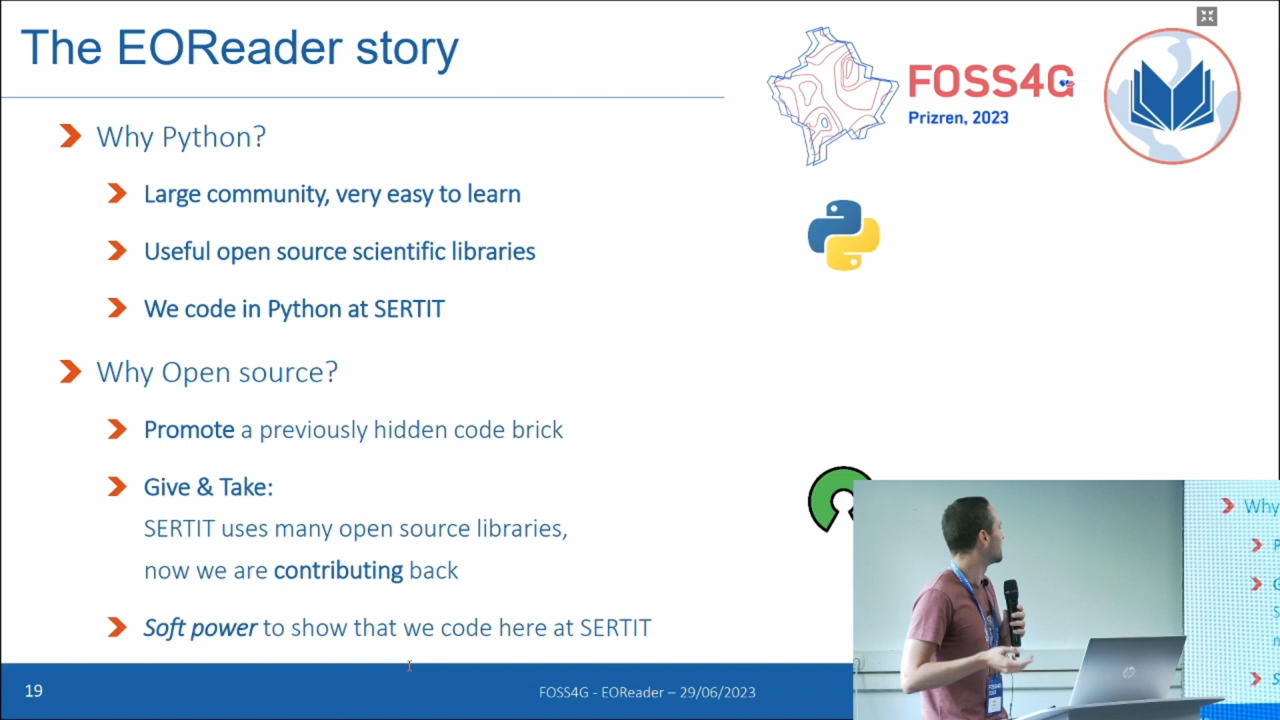 The EOReader story
FOSS4G
Prizren, 2023
Why Python?
Large community, very easy to learn
Useful open source scientific libraries
We code in Python at SERTIT
Why Open source?
Promote a previously hidden code brick
Give & Take:
SERTIT uses many open source libraries,
now we are contributing back
Soft power to show that we code here at SERTIT
19
FOSS4G - EOReader – 29/06/2023
Why
hp
FOSS4G